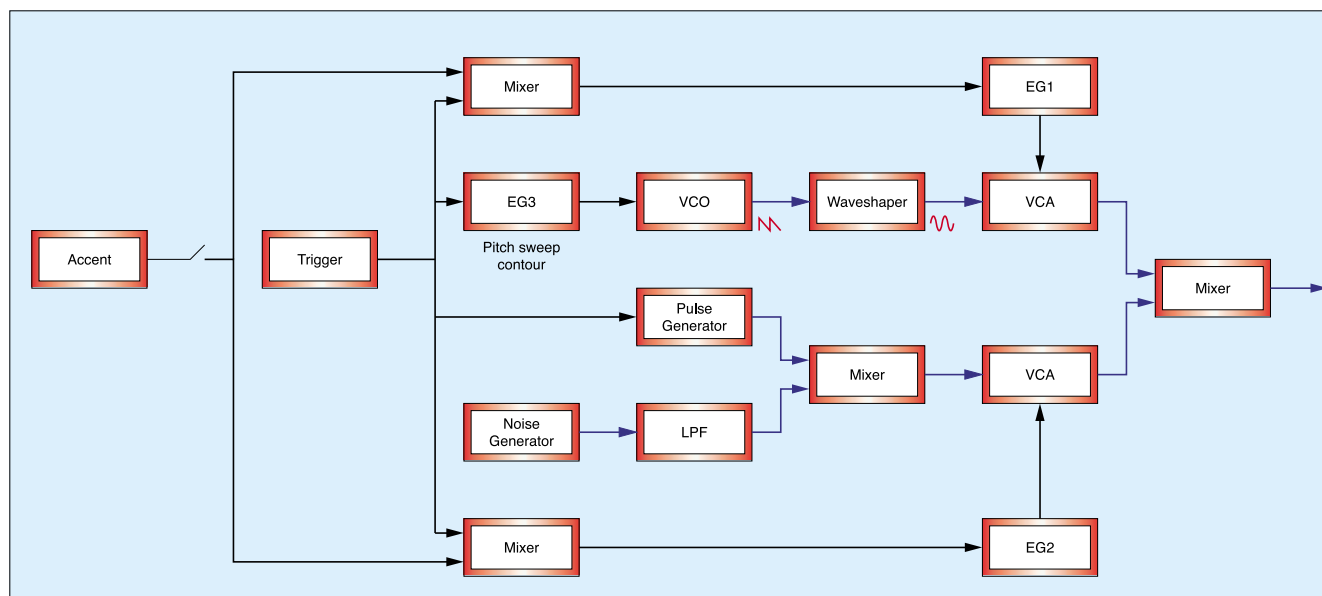 Mixer
EG1
EG3
VCO
Waveshaper
VCA
Pitch sweep
contour
Accent
Trigger
Mixer
Pulse
Generator
Mixer
VCA
Noise
Generator
LPF
Mixer
EG2